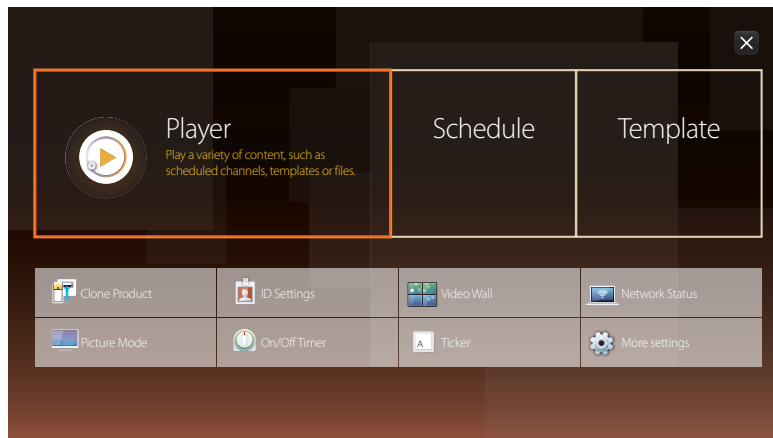 Player
Play a variety of content, such as
scheduled channels, templates or files.
Schedule
Template
Clone Product
ID Settings
Video Wall
Network Status
Picture Mode
On/Off Timer
A
Ticker
More settings